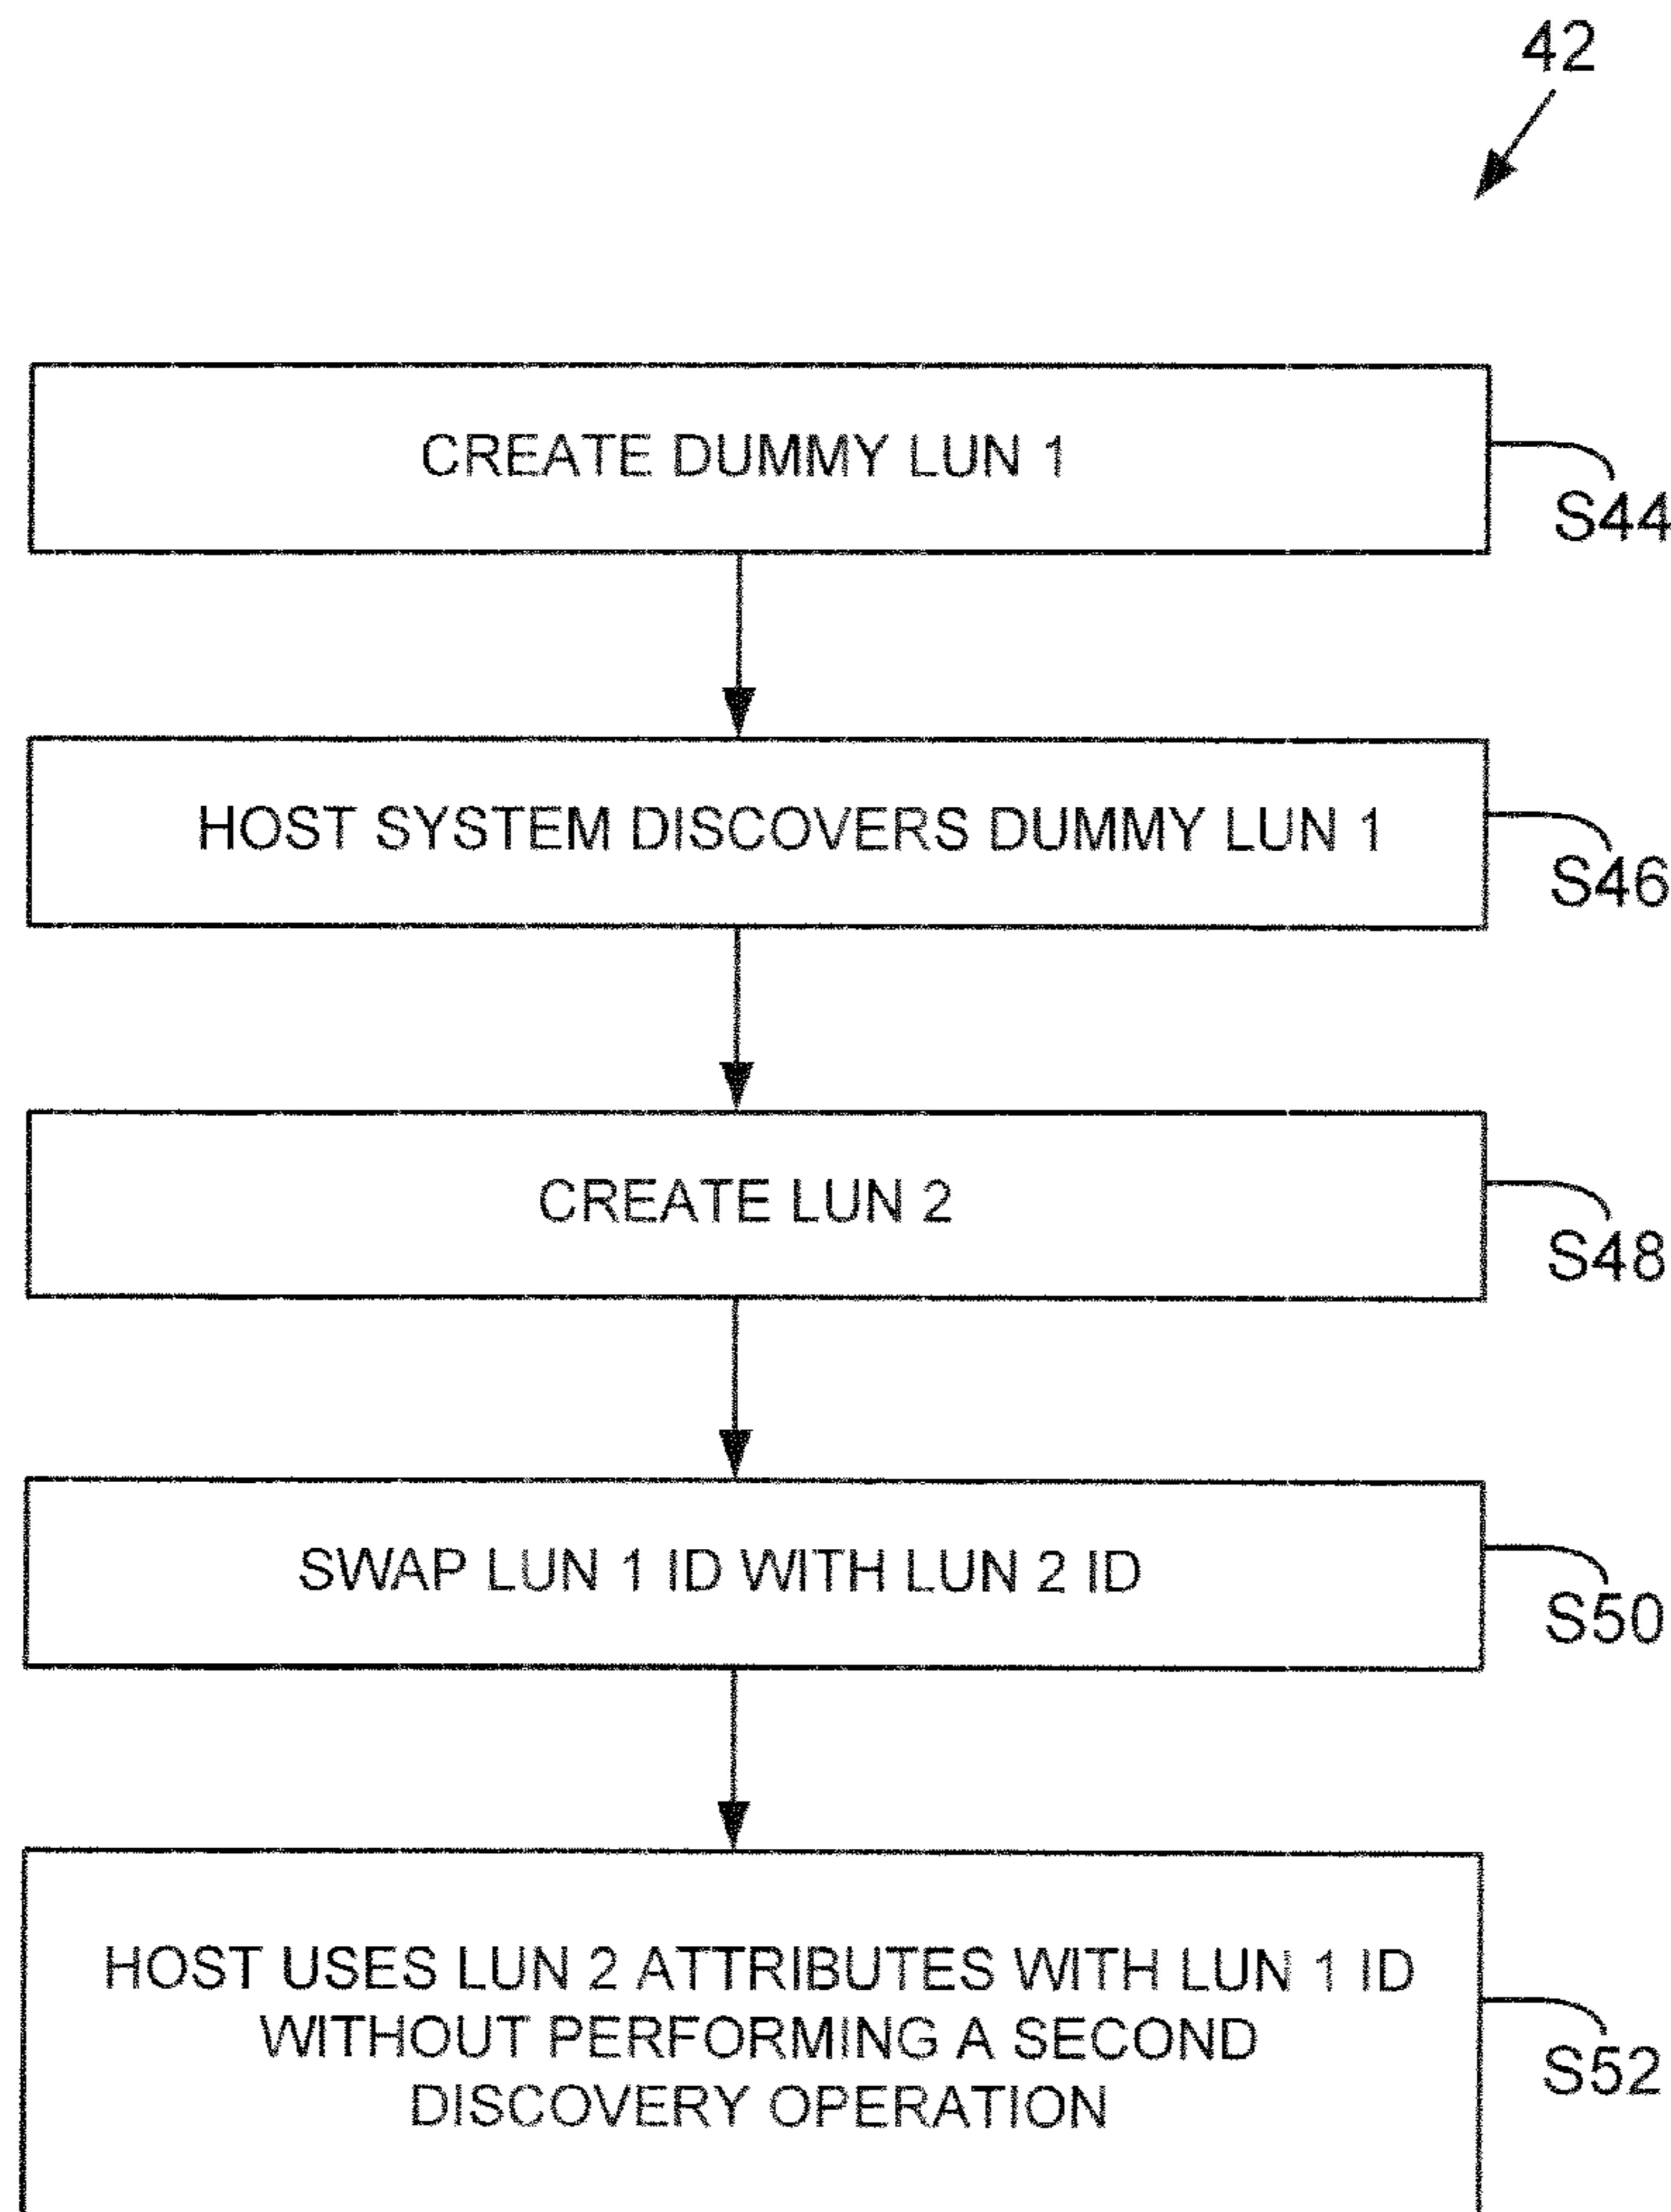 42
CREATE DUMMY LUN 1
S44
HOST SYSTEM DISCOVERS DUMMY LUN 1
S46
CREATE LUN 2
S48
SWAP LUN 1 ID WITH LUN 2 ID
S50
HOST USES LUN 2 ATTRIBUTES WITH LUN 1 ID
WITHOUT PERFORMING A SECOND
DISCOVERY OPERATION
S52